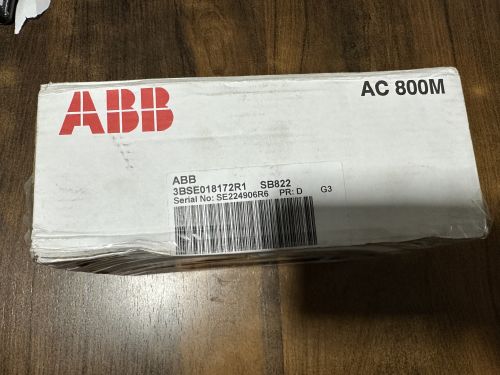 ABB
AC 800M
ABB
3BSE018172R1 SB822
Serial No: SE224906R6 PR: D G3